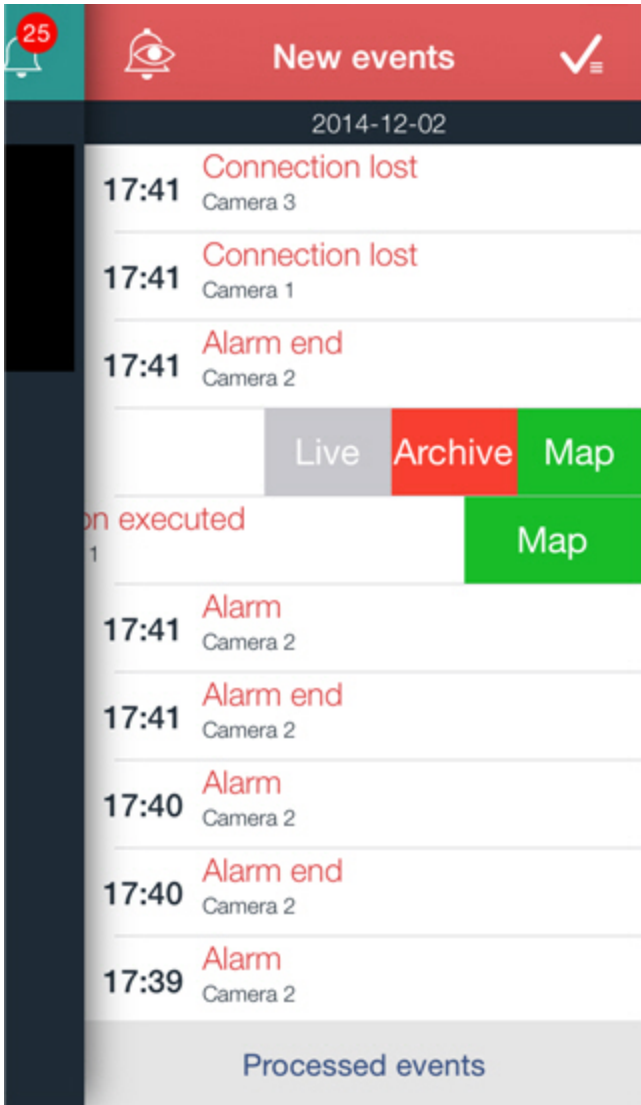 25
New events
2014-12-02
Connection lost
17:41
Camera 3
Connection lost
17:41
Camera 1
Alarm end
17:41
Camera 2
Live Archive Map
on executed
1
Map
Alarm
17:41
Camera 2
Alarm end
17:41
Camera 2
Alarm
17:40
Camera 2
Alarm end
17:40
Camera 2
Alarm
17:39
Camera 2
Processed events